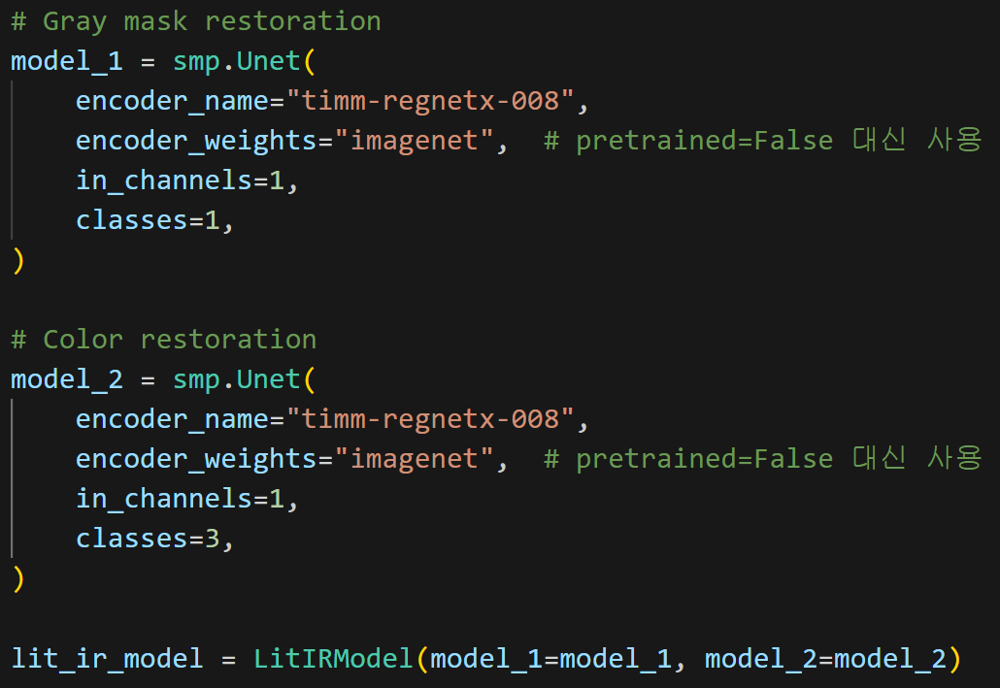 # Gray mask restoration
model_1 = smp.Unet(
    encoder_name="timm-regnetx-008",
    encoder_weights="imagenet",  # pretrained=False 대신 사용
    in_channels=1,
    classes=1,
)
# Color restoration
model_2 = smp.Unet(
    encoder_name="timm-regnetx-008",
    encoder_weights="imagenet",  # pretrained=False 대신 사용
    in_channels=1,
    classes=3,
)
lit_ir_model = LitIRModel(model_1=model_1, model_2=model_2)